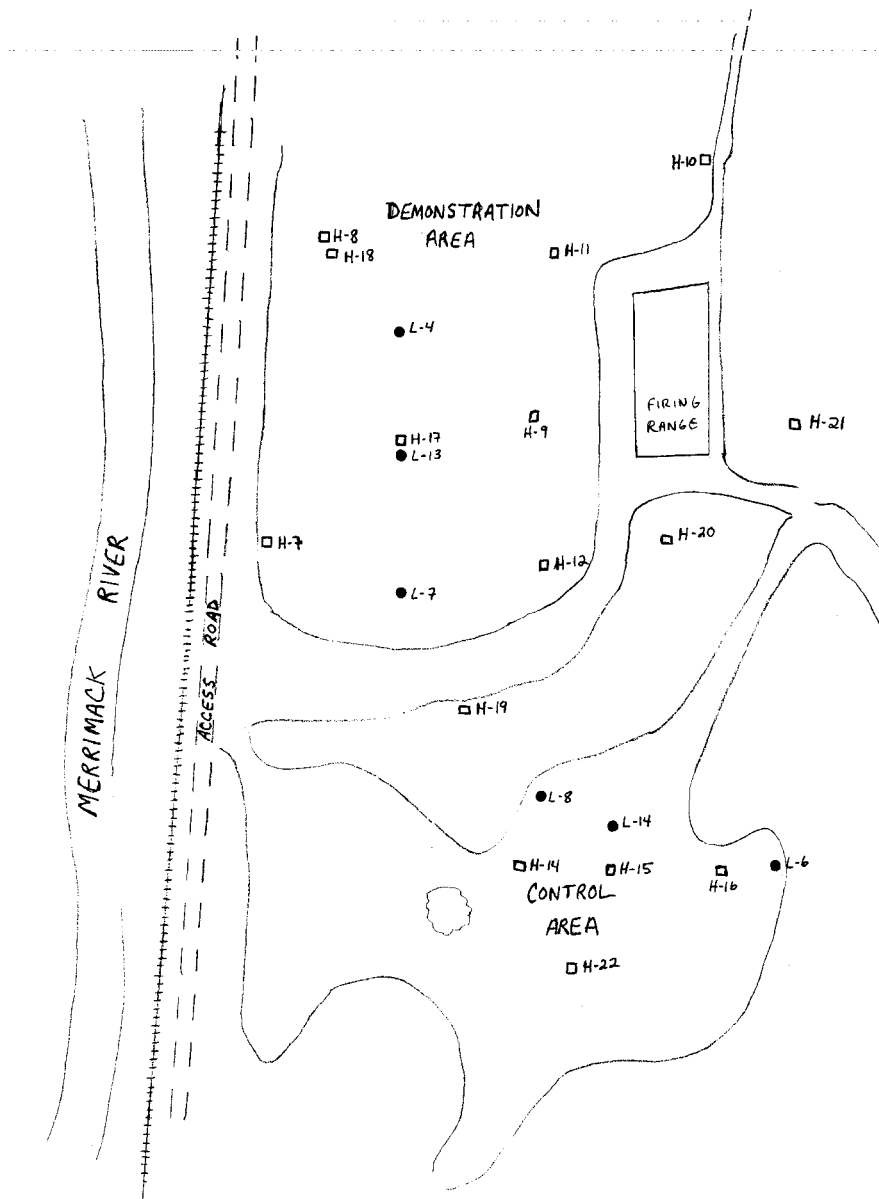 H-10
DEMONSTRATION
AREA
H-8
H-18
H-11
L-4
FIRING
RANGE
H-9
H-21
H-17
L-13
H-7
H-20
H-12
L-7
MERRIMACK RIVER
ACCESS ROAD
H-19
L-8
L-14
H-14
H-15
H-16
L-6
CONTROL
AREA
H-22